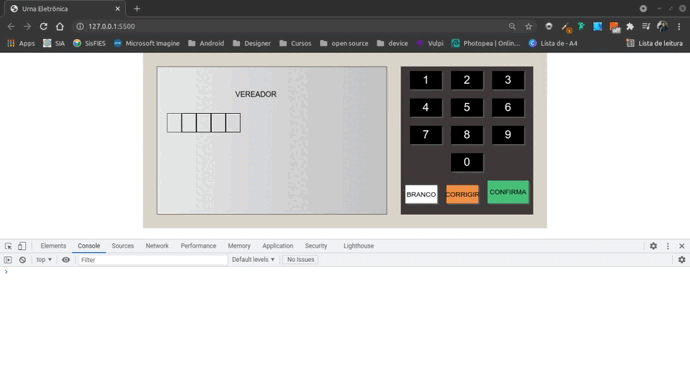 Urna Eletrônica
127.0.0.1:5500
Apps SIA SisFIES Microsoft Imagine Android Designer Cursos open source device Vulpi Photopea | Onlin... Lista de - A4 Lista de leitura
VEREADOR
1 2 3
4 5 6
7 8 9
0
BRANCO CORRIGIR CONFIRMA
Elements Console Sources Network Performance Memory Application Security Lighthouse
top Filter Default levels No Issues